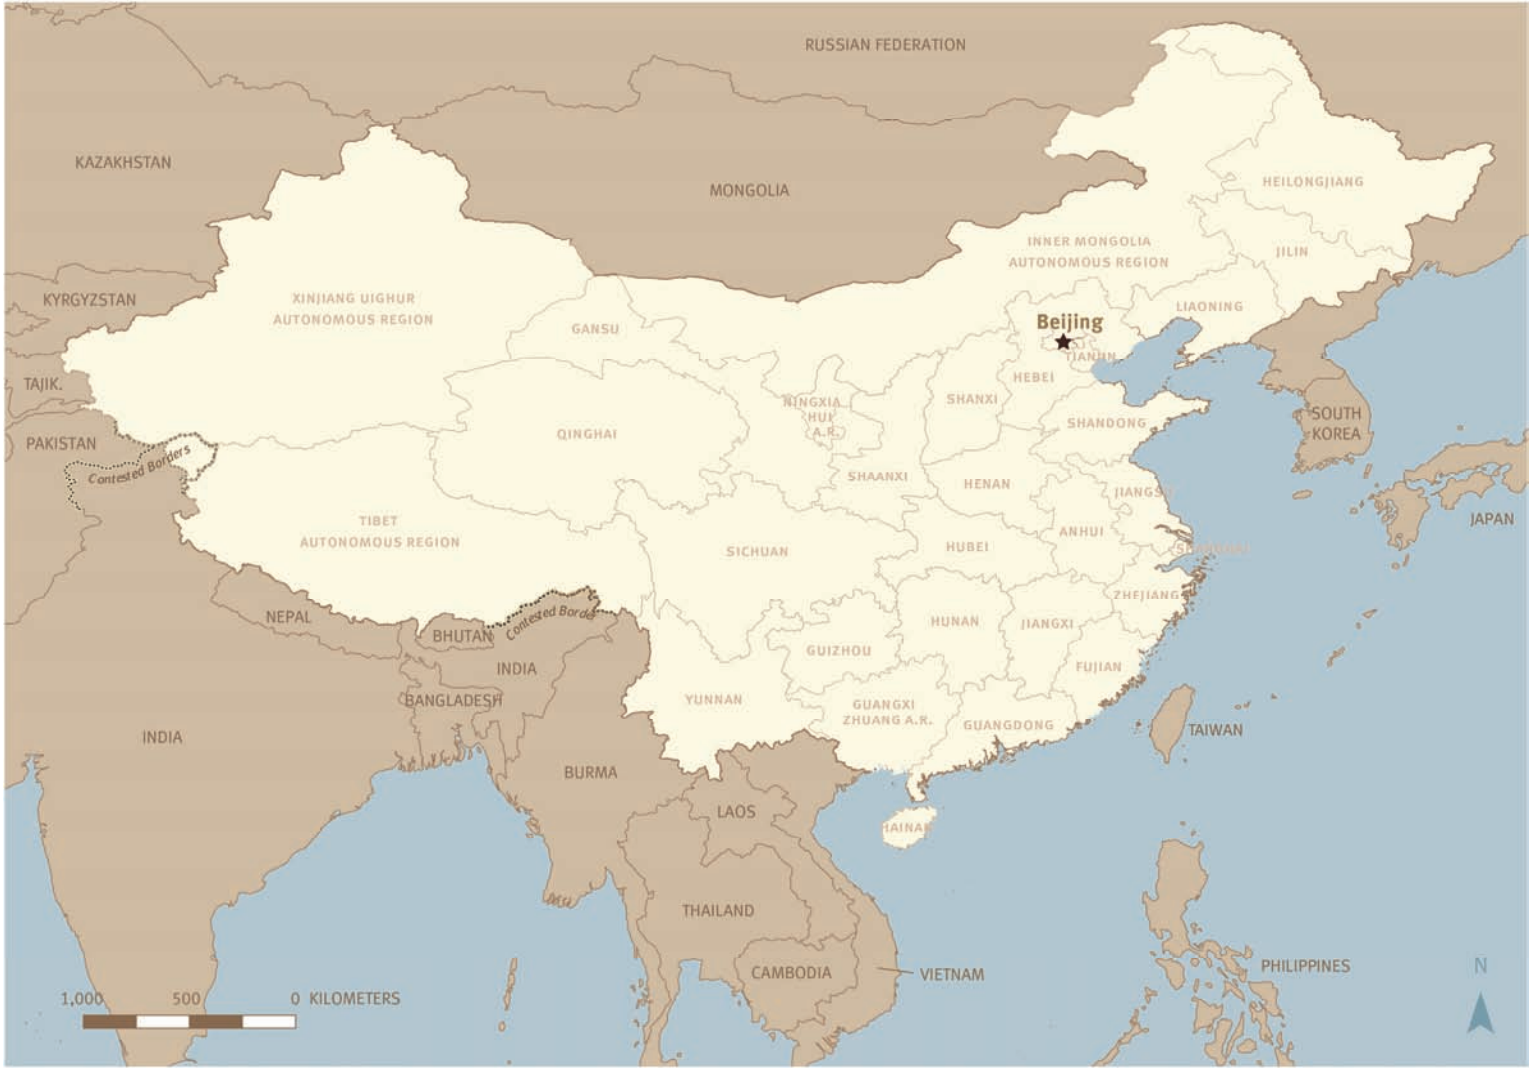 RUSSIAN FEDERATION
KAZAKHSTAN
MONGOLIA
HEILONGJIANG
INNER MONGOLIA
AUTONOMOUS REGION
JILIN
KYRGYZSTAN
XINJIANG UIGHUR
AUTONOMOUS REGION
GANSU
LIAONING
Beijing
TIANJIN
TAJIK.
HEBEI
NINGXIA
HUI
A.R.
SHANXI
SHANDONG
SOUTH
KOREA
PAKISTAN
Contested Borders
QINGHAI
SHAANXI
HENAN
JIANGSU
JAPAN
TIBET
AUTONOMOUS REGION
SICHUAN
HUBEI
ANHUI
SHANGHAI
ZHEJIANG
NEPAL
BHUTAN
Contested Border
HUNAN
JIANGXI
GUIZHOU
FUJIAN
INDIA
BANGLADESH
YUNNAN
GUANGXI
ZHUANG A.R.
GUANGDONG
TAIWAN
INDIA
BURMA
LAOS
HAINAN
THAILAND
CAMBODIA
VIETNAM
PHILIPPINES
N
1,000 500 0 KILOMETERS